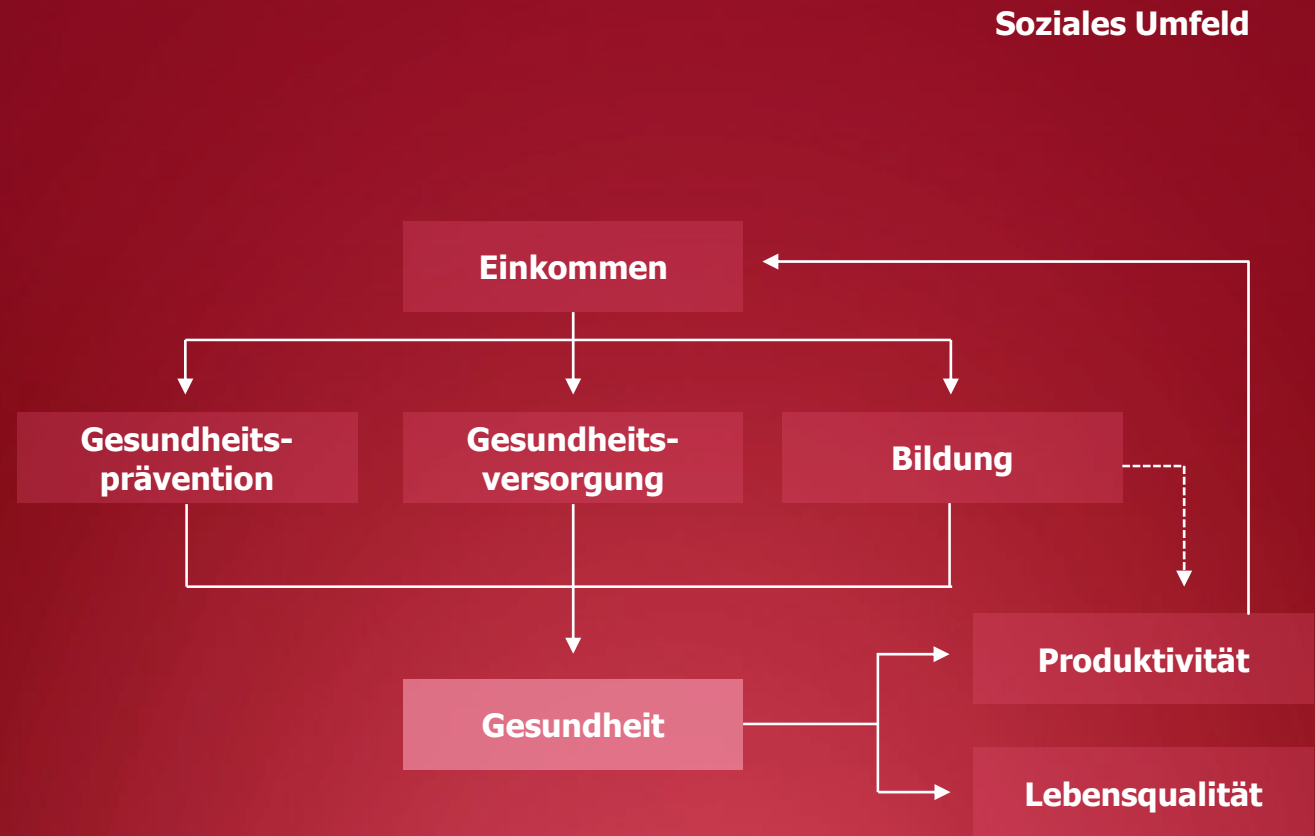 Soziales Umfeld
Einkommen
Gesundheits-
prävention
Gesundheits-
versorgung
Bildung
Produktivität
Gesundheit
Lebensqualität